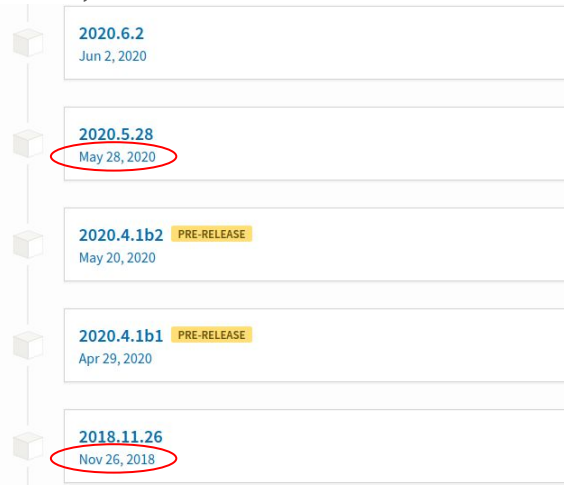 2020.6.2
Jun 2, 2020
2020.5.28
May 28, 2020
2020.4.1b2 PRE-RELEASE
May 20, 2020
2020.4.1b1 PRE-RELEASE
Apr 29, 2020
2018.11.26
Nov 26, 2018